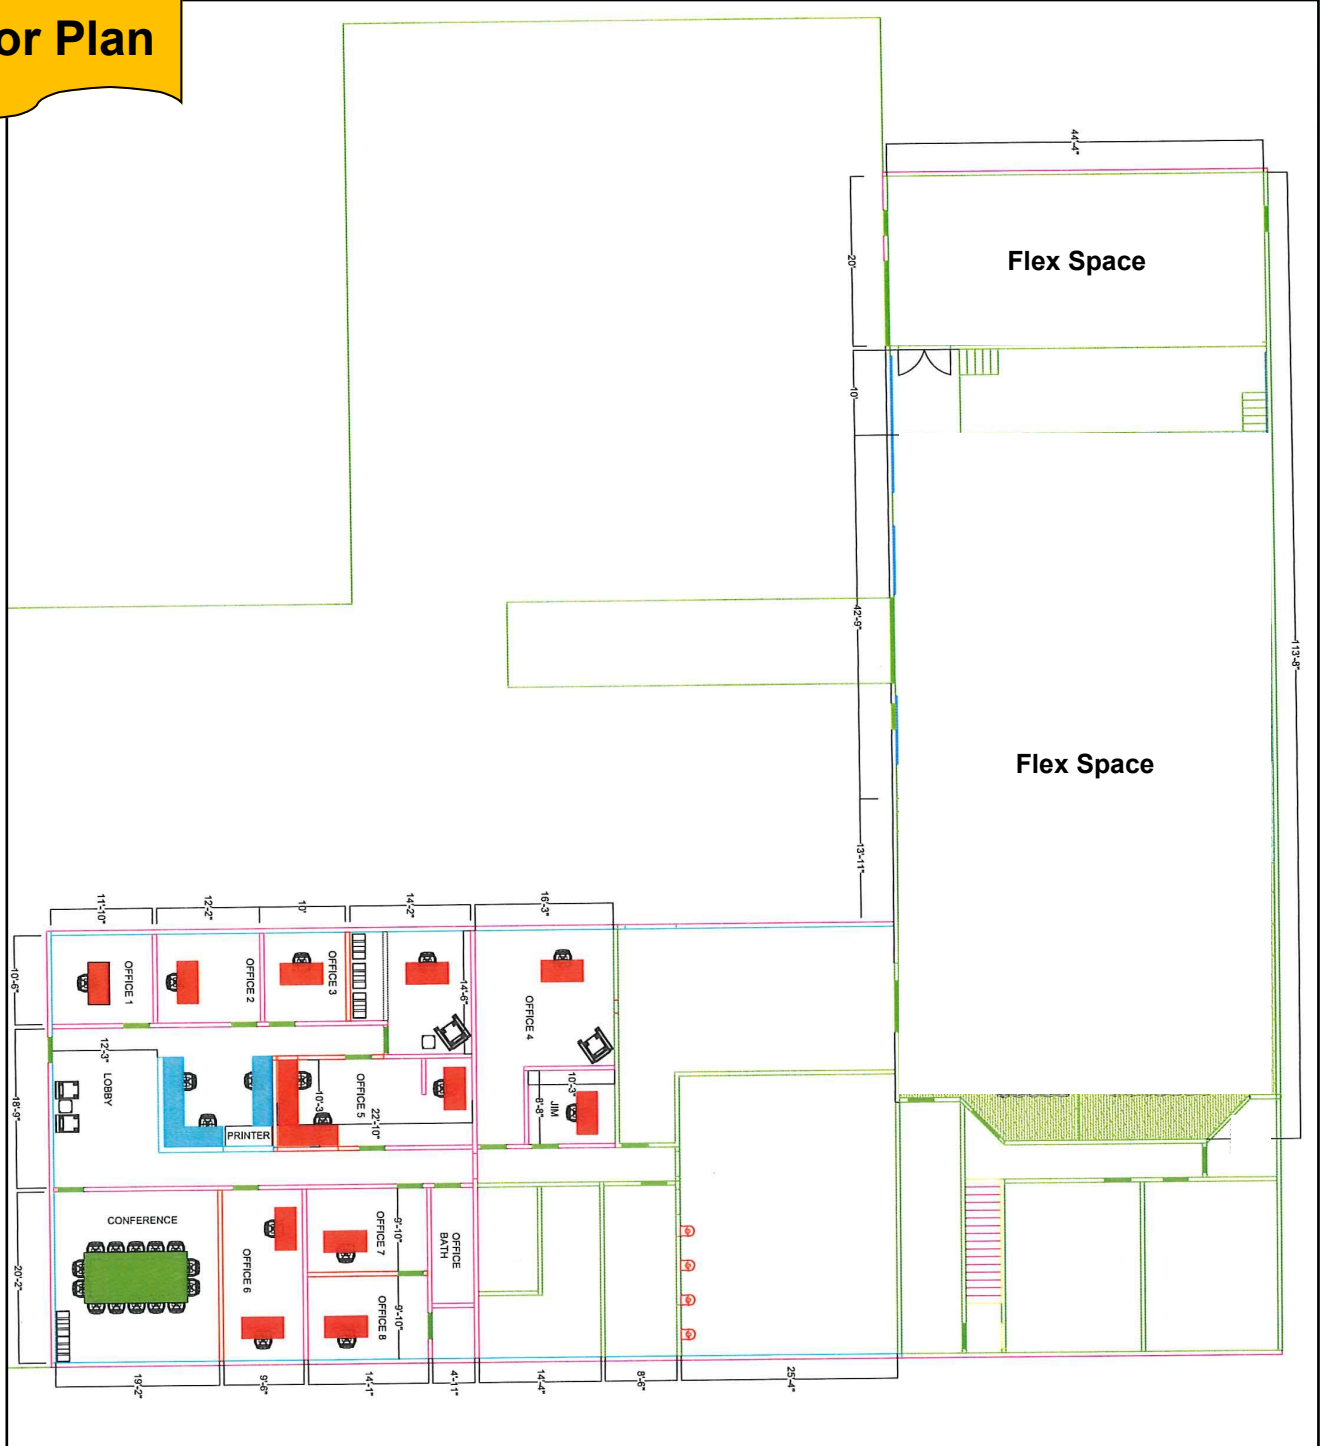 or Plan
44'-4"
20'
Flex Space
10'
42'-9"
113'-8"
Flex Space
13'-11"
11'-10"
12'-2"
10'
14'-2"
16'-3"
10'-6"
OFFICE 1
OFFICE 2
OFFICE 3
14'-6"
OFFICE 4
18'-9"
12'-3"
LOBBY
PRINTER
10'-3"
OFFICE 5
22'-10"
10'-3"
8'-8"
JIM
20'-2"
CONFERENCE
OFFICE 6
9'-10"
OFFICE 7
9'-10"
OFFICE 8
OFFICE
BATH
19'-2"
9'-6"
14'-1"
4'-11"
14'-4"
8'-6"
25'-4"